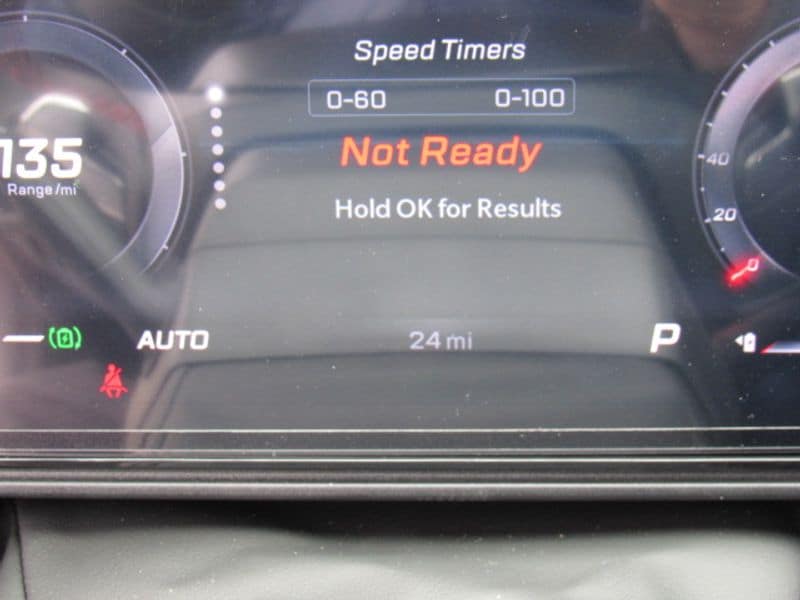 Speed Timers
0-60 0-100
Not Ready
Hold OK for Results
135
Range/mi
40
20
0
AUTO 24 mi P